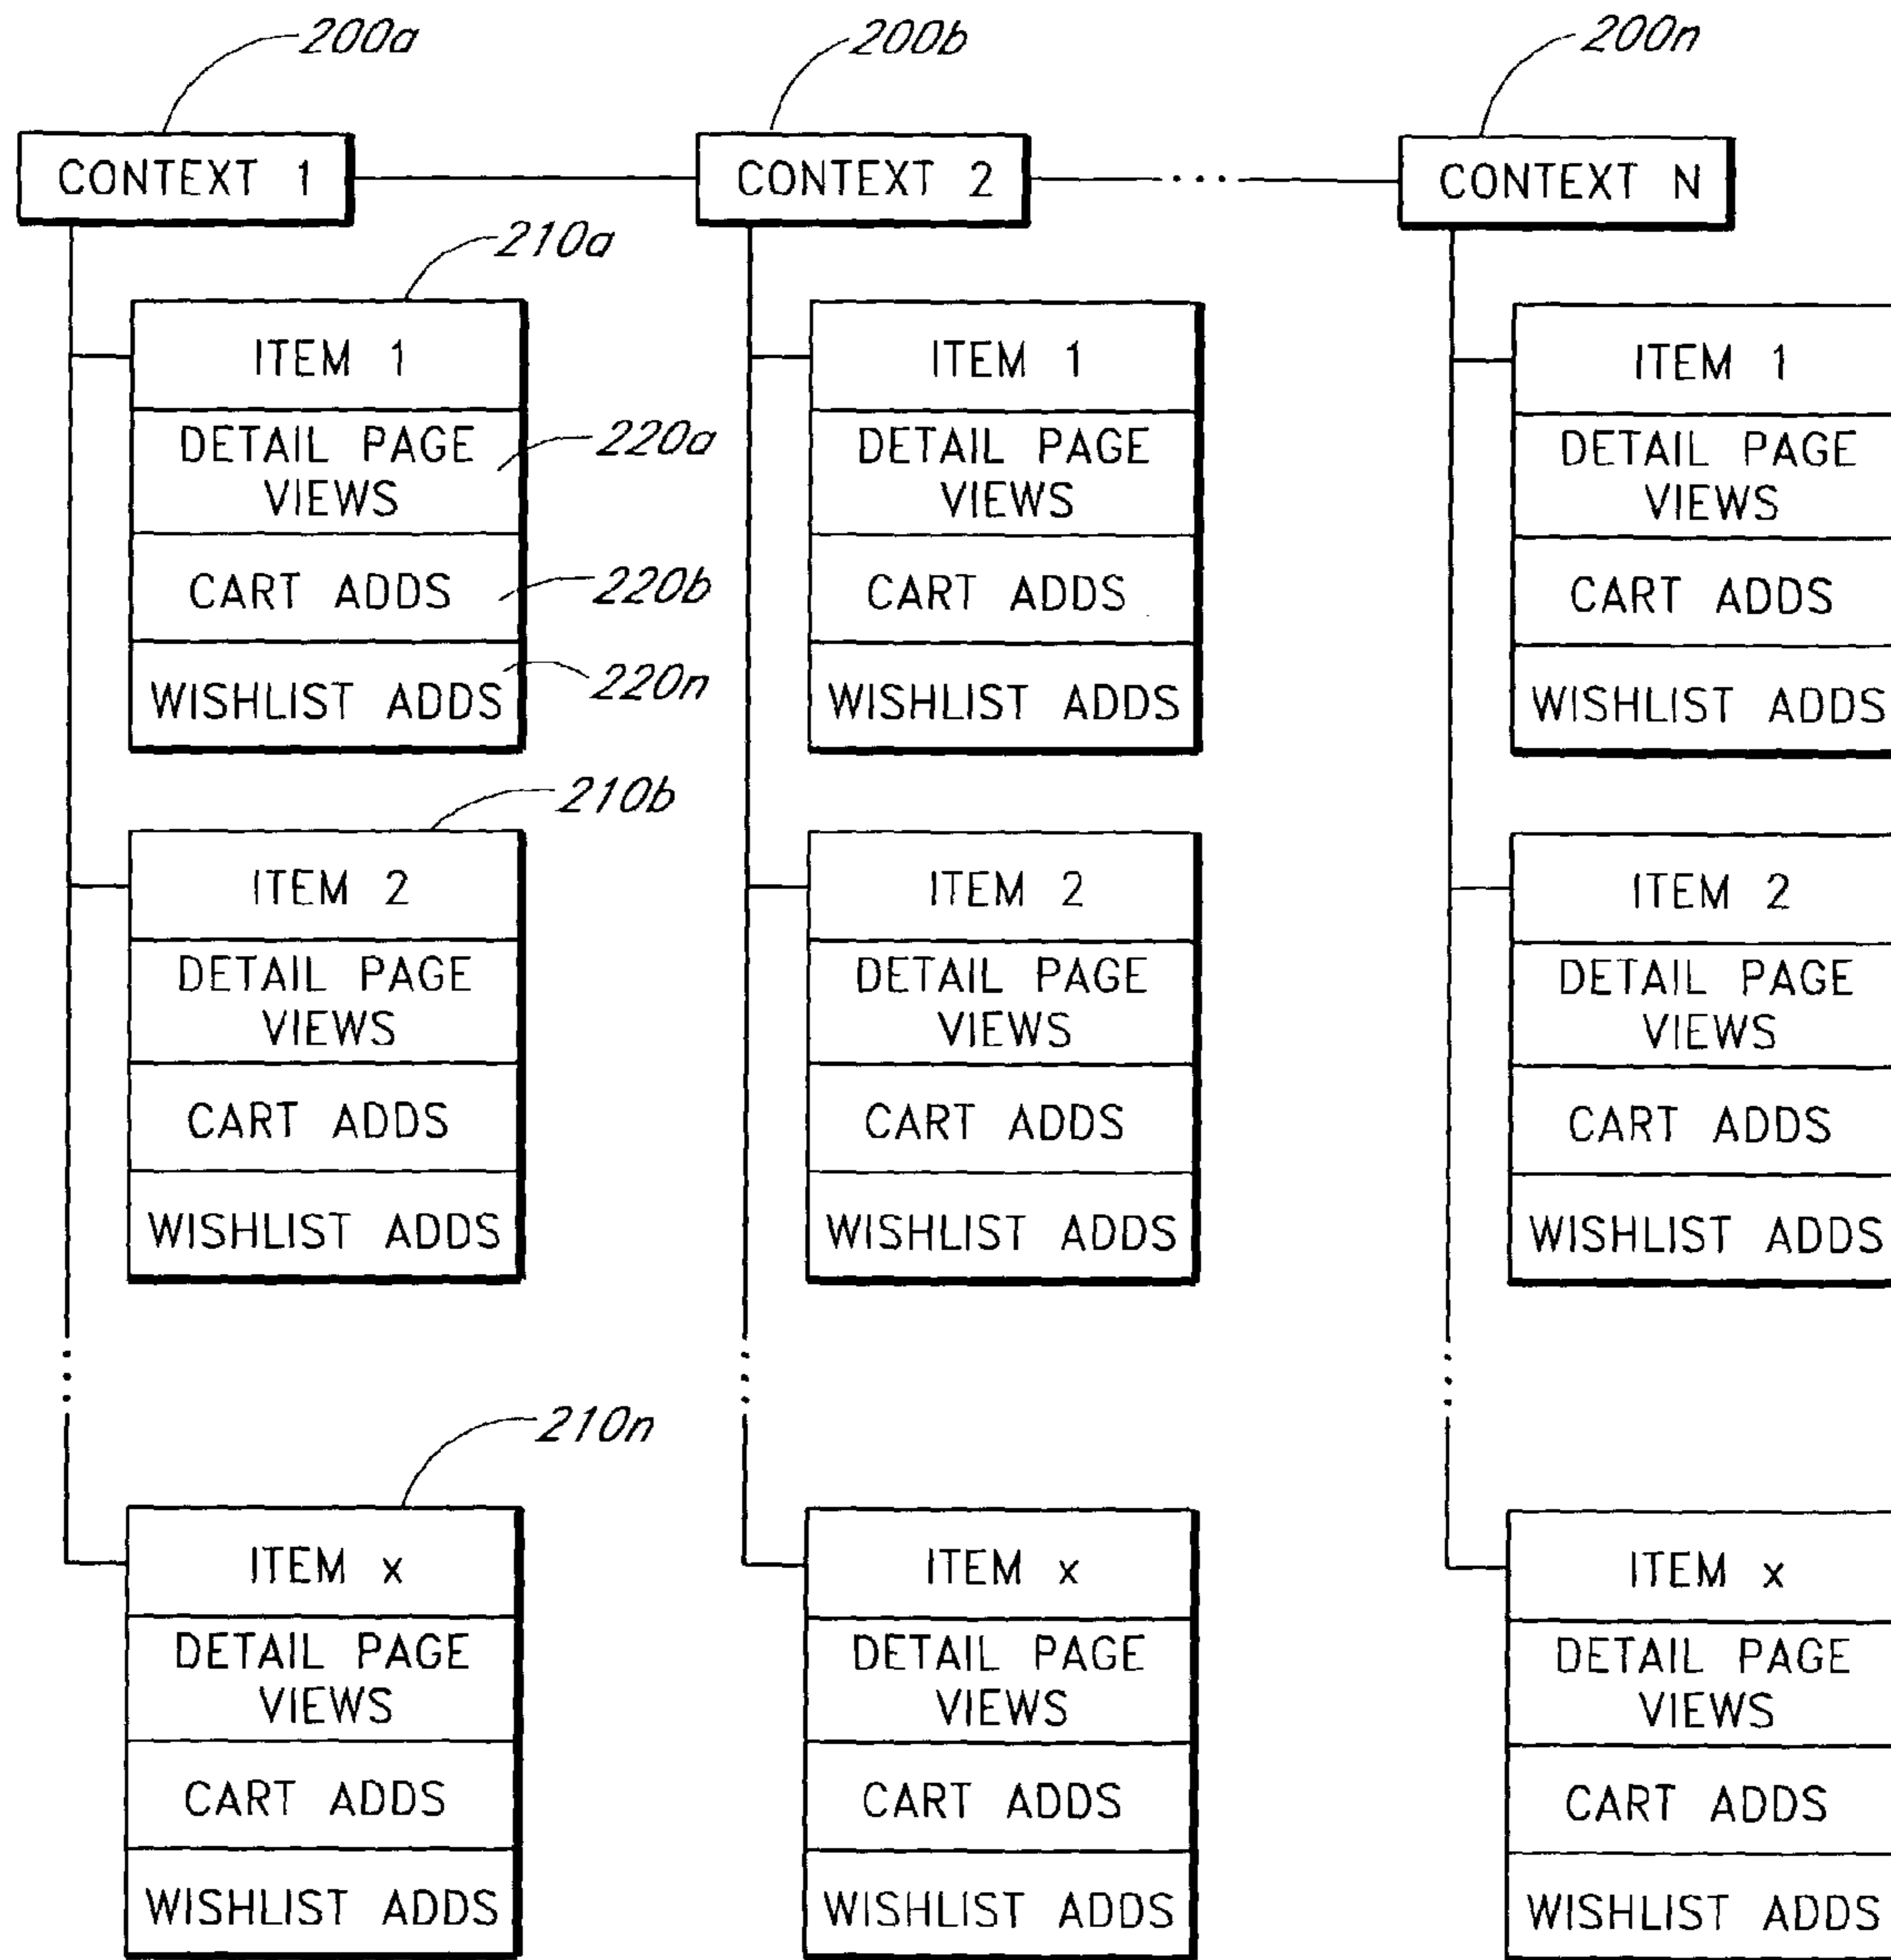 200a
200b
200n
CONTEXT 1
CONTEXT 2
...
CONTEXT N
210a
ITEM 1
DETAIL PAGE
VIEWS
220a
CART ADDS
220b
WISHLIST ADDS
220n
210b
ITEM 2
DETAIL PAGE
VIEWS
CART ADDS
WISHLIST ADDS
210n
ITEM x
DETAIL PAGE
VIEWS
CART ADDS
WISHLIST ADDS
ITEM 1
DETAIL PAGE
VIEWS
CART ADDS
WISHLIST ADDS
ITEM 2
DETAIL PAGE
VIEWS
CART ADDS
WISHLIST ADDS
ITEM x
DETAIL PAGE
VIEWS
CART ADDS
WISHLIST ADDS
ITEM 1
DETAIL PAGE
VIEWS
CART ADDS
WISHLIST ADDS
ITEM 2
DETAIL PAGE
VIEWS
CART ADDS
WISHLIST ADDS
ITEM x
DETAIL PAGE
VIEWS
CART ADDS
WISHLIST ADDS